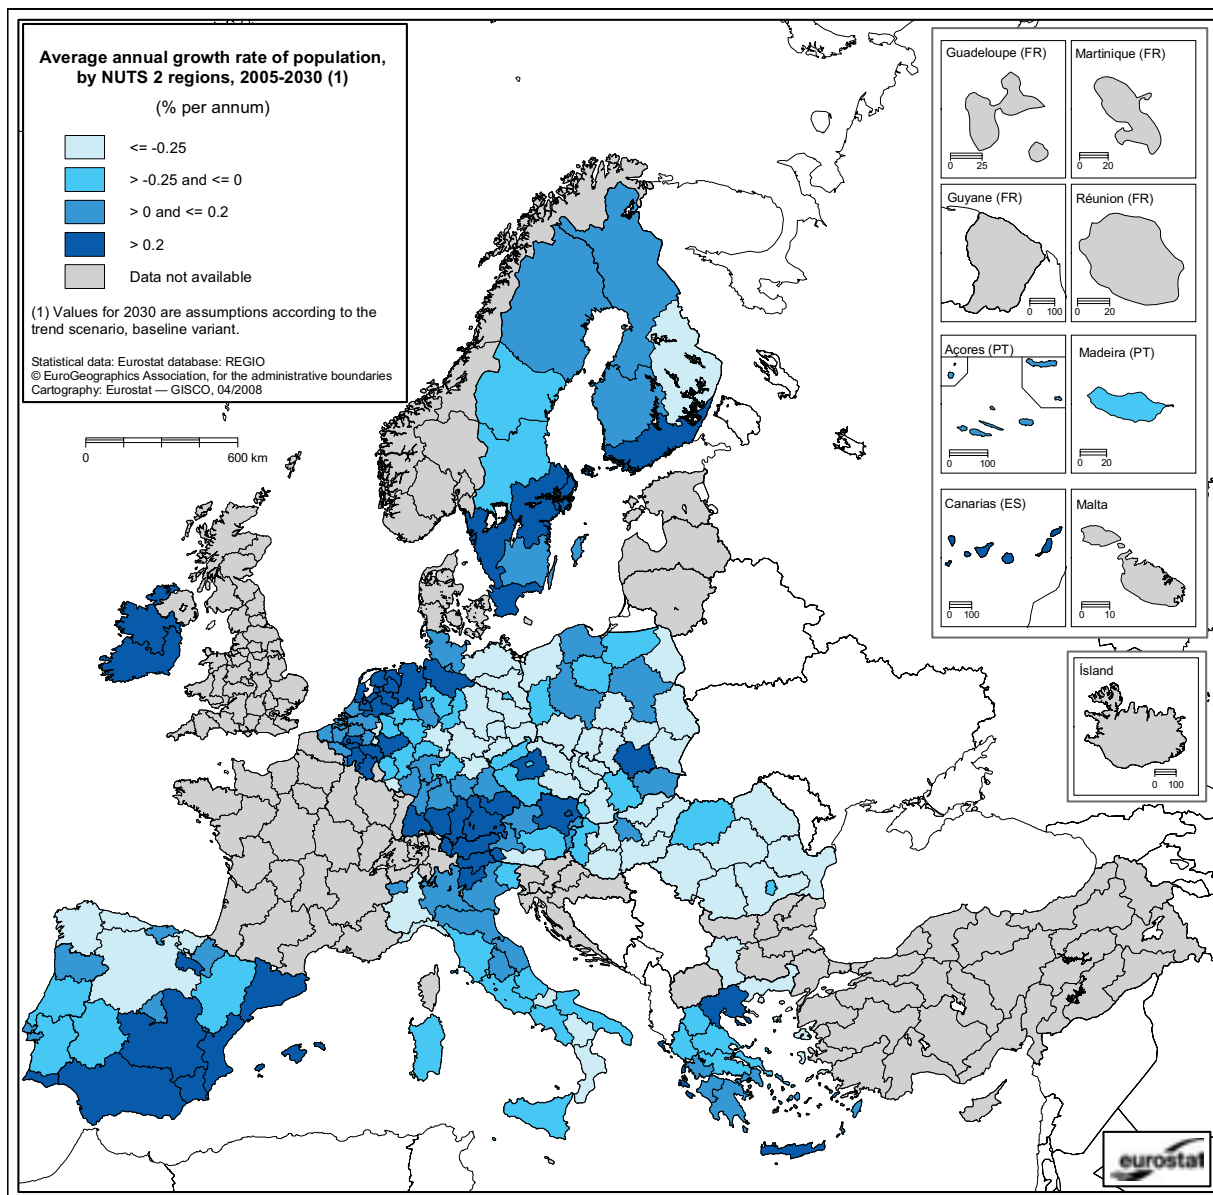 Average annual growth rate of population,
by NUTS 2 regions, 2005-2030 (1)
(% per annum)
<= -0.25
> -0.25 and <= 0
> 0 and <= 0.2
> 0.2
Data not available
(1) Values for 2030 are assumptions according to the
trend scenario, baseline variant.
Statistical data: Eurostat database: REGIO
© EuroGeographics Association, for the administrative boundaries
Cartography: Eurostat — GISCO, 04/2008
0 600 km
Guadeloupe (FR)
0 25
Martinique (FR)
0 20
Guyane (FR)
0 100
Réunion (FR)
0 20
Açores (PT)
0 100
Madeira (PT)
0 20
Canarias (ES)
0 100
Malta
0 10
Ísland
0 100
eurostat